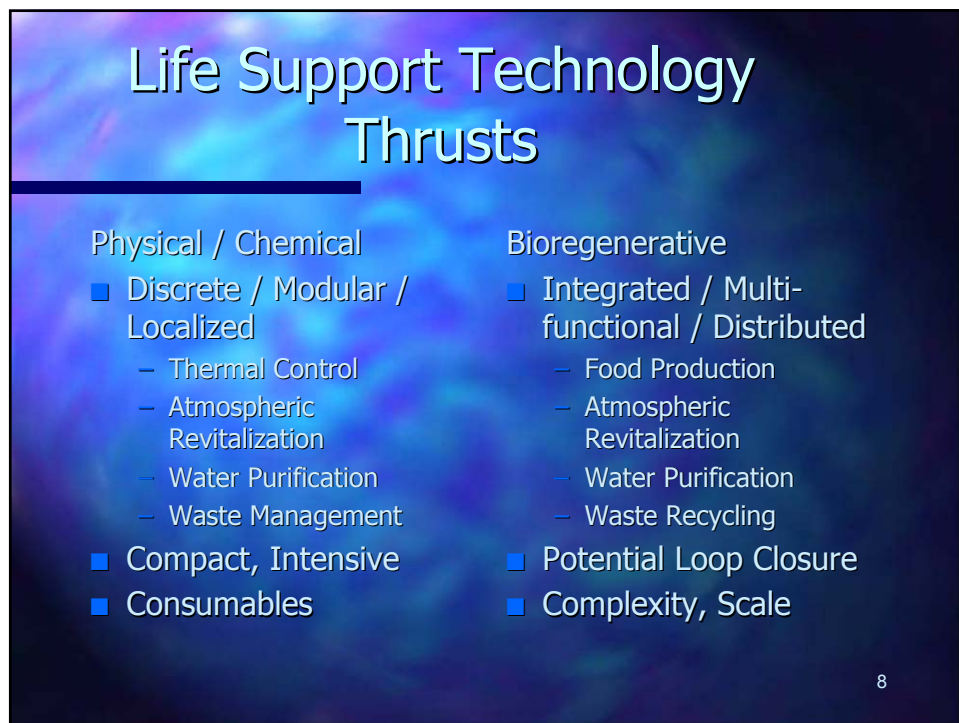 Life Support Technology
Thrusts
Physical / Chemical
■ Discrete / Modular /
Localized
– Thermal Control
– Atmospheric
Revitalization
– Water Purification
– Waste Management
■ Compact, Intensive
■ Consumables
Bioregenerative
■ Integrated / Multi-
functional / Distributed
– Food Production
– Atmospheric
Revitalization
– Water Purification
– Waste Recycling
■ Potential Loop Closure
■ Complexity, Scale
8